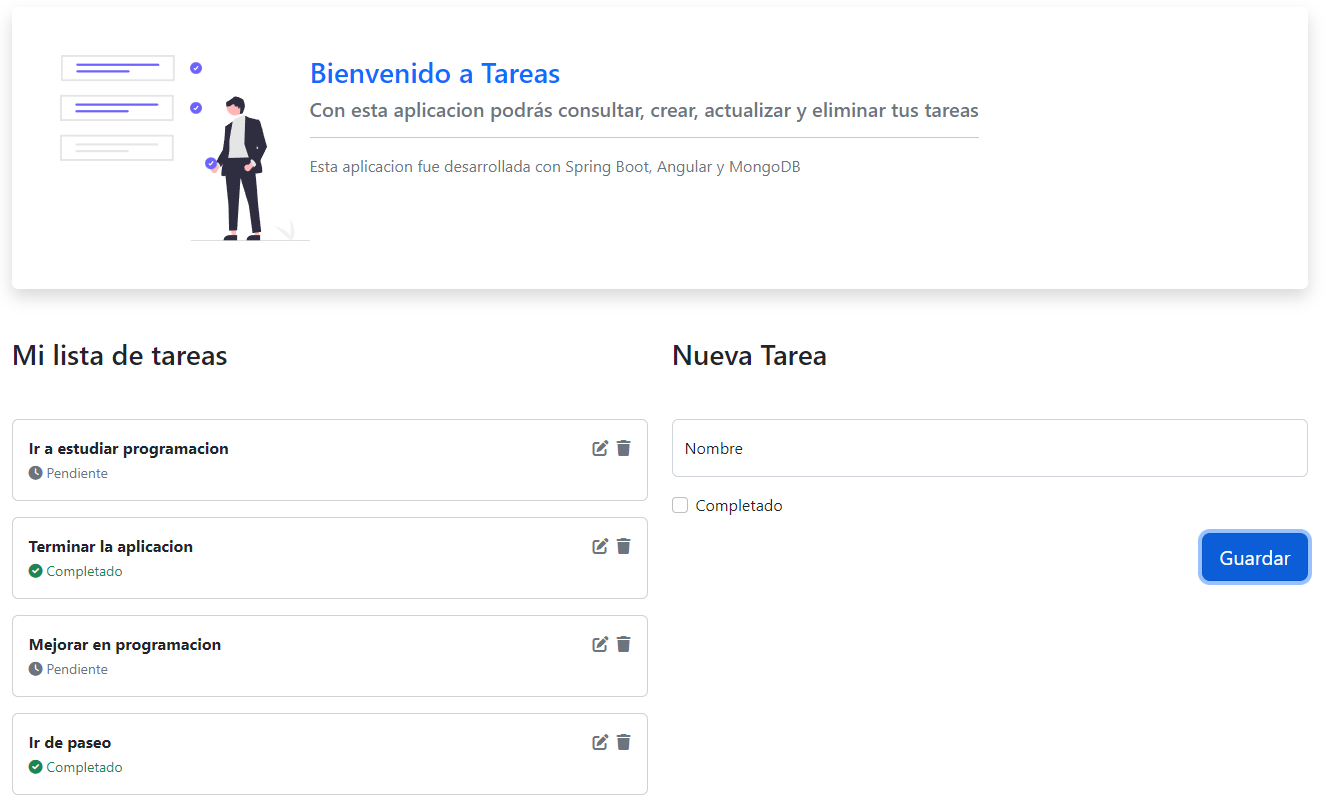 Bienvenido a Tareas
Con esta aplicacion podrás consultar, crear, actualizar y eliminar tus tareas
Esta aplicacion fue desarrollada con Spring Boot, Angular y MongoDB
Mi lista de tareas
Ir a estudiar programacion
Pendiente
Terminar la aplicacion
Completado
Mejorar en programacion
Pendiente
Ir de paseo
Completado
Nueva Tarea
Nombre
Completado
Guardar